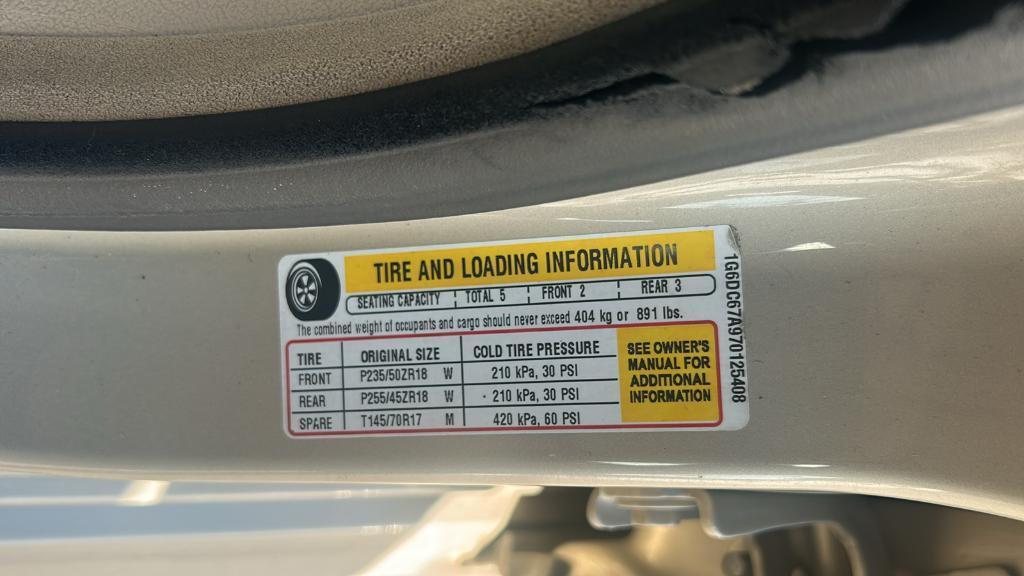 TIRE AND LOADING INFORMATION
SEATING CAPACITY TOTAL 5 FRONT 2 REAR 3
The combined weight of occupants and cargo should never exceed 404 kg or 891 lbs.
TIRE ORIGINAL SIZE COLD TIRE PRESSURE
FRONT P235/50ZR18 W 210 kPa, 30 PSI
REAR P255/45ZR18 W 210 kPa, 30 PSI
SPARE T145/70R17 M 420 kPa, 60 PSI
SEE OWNER'S
MANUAL FOR
ADDITIONAL
INFORMATION
1G6DC67A970125408